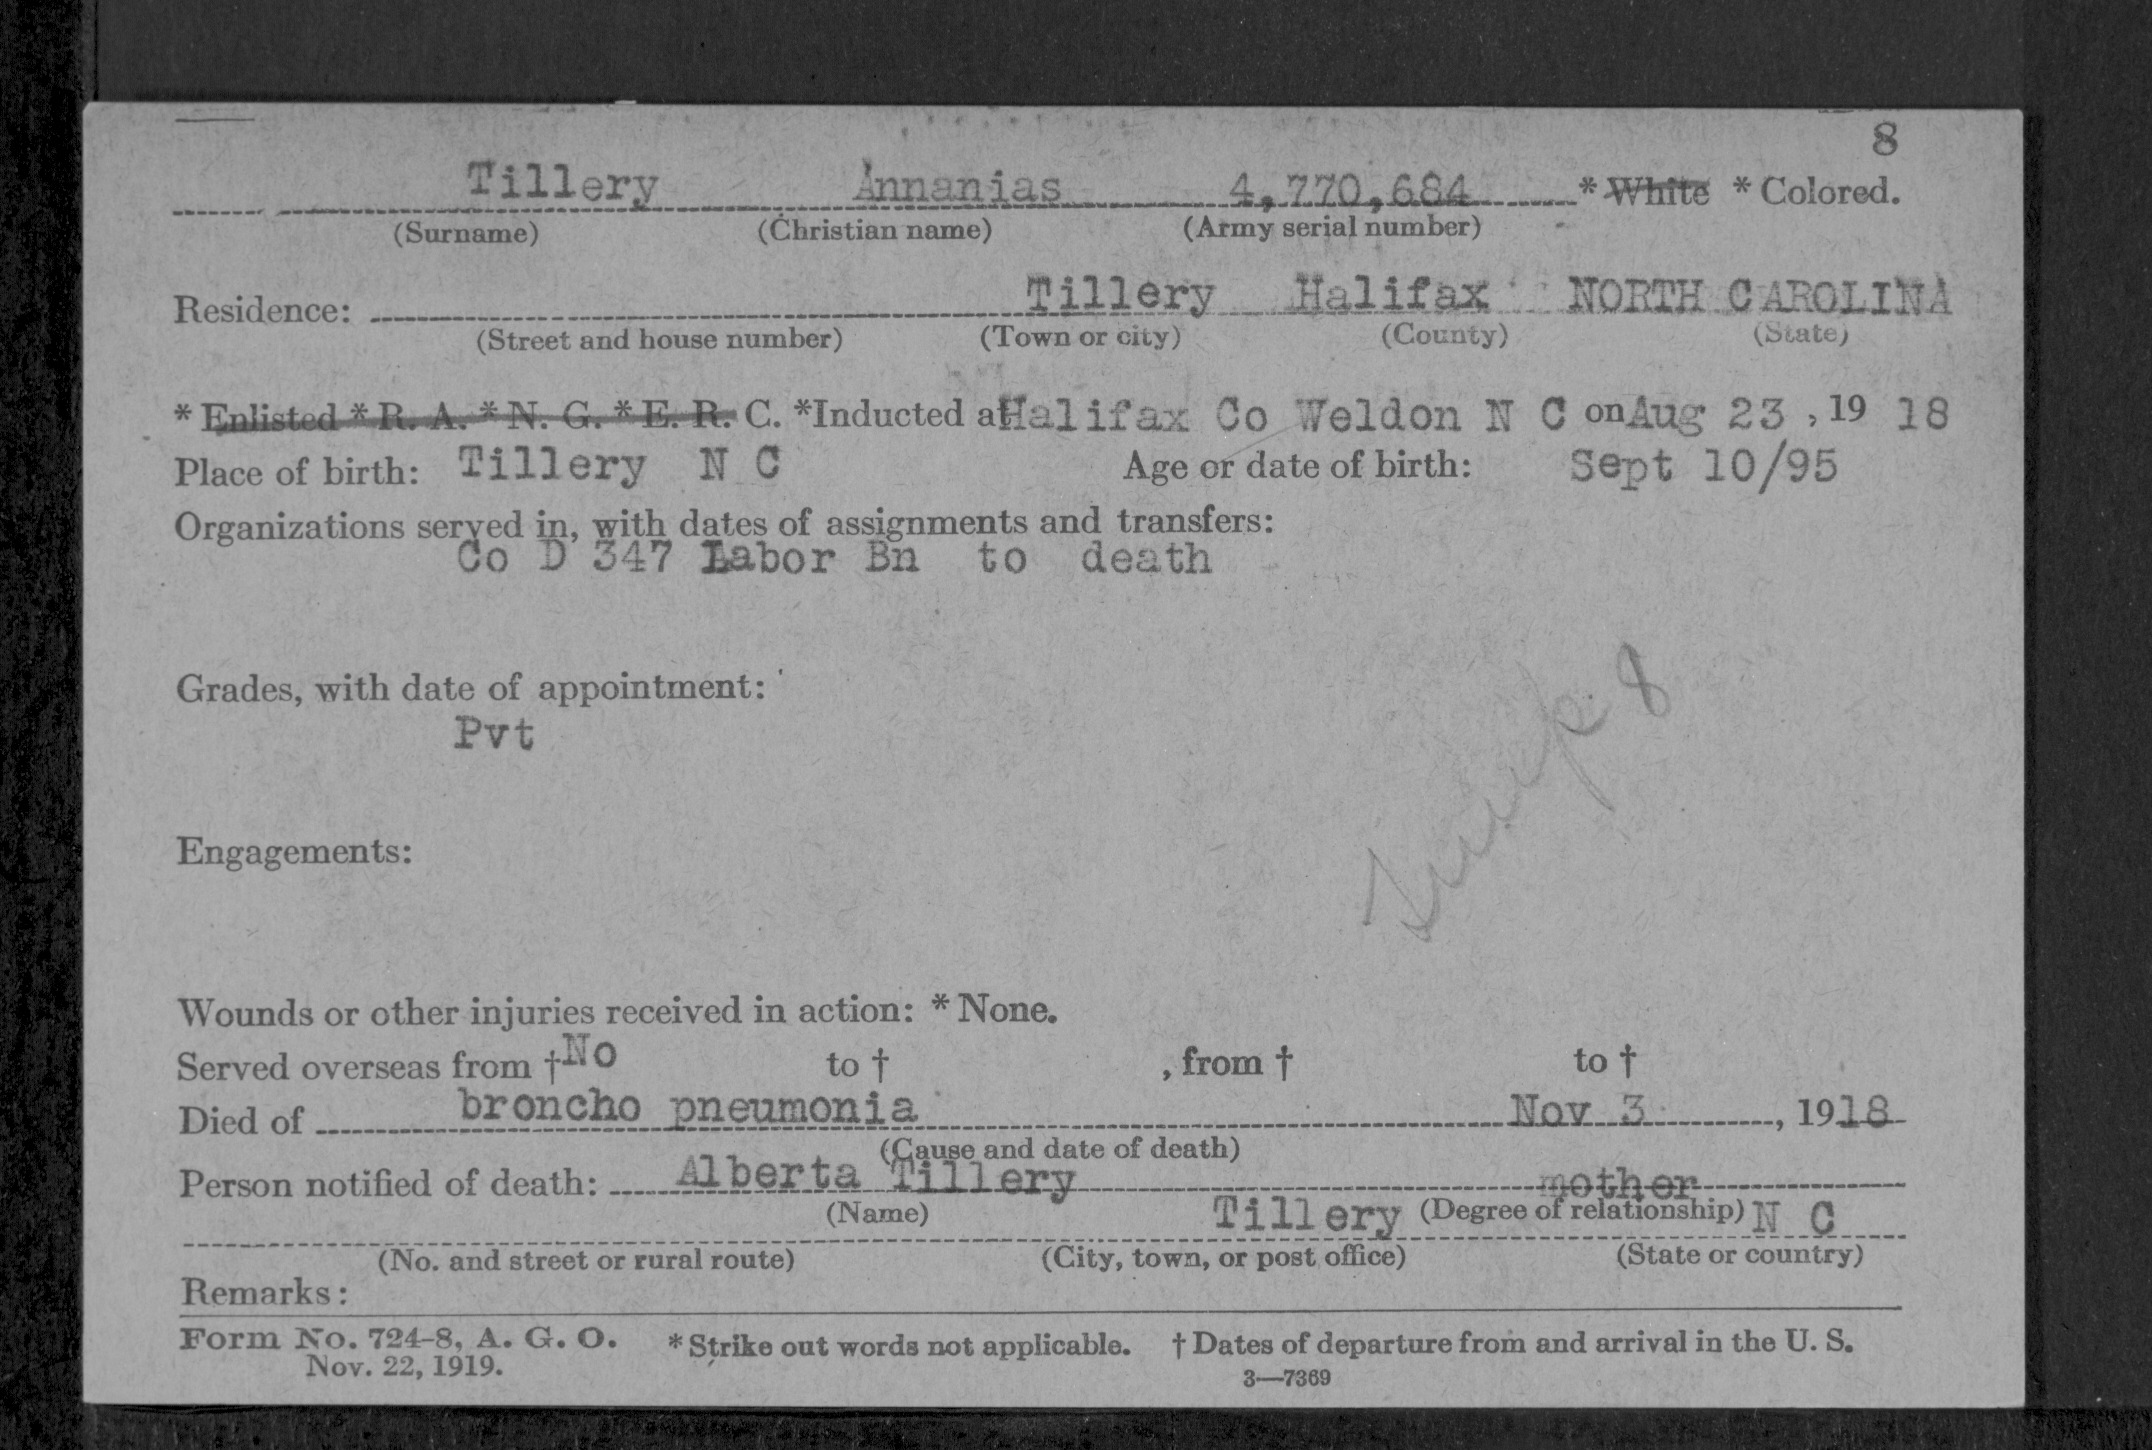 8
Tillery Annanias 4,770,684 * White * Colored.
(Surname) (Christian name) (Army serial number)
Tillery Halifax NORTH CAROLINA
Residence:
(Street and house number) (Town or city) (County) (State)
* Enlisted * R. A. * N. G. * E. R. C. *Inducted at Halifax Co Weldon N C on Aug 23 , 19 18
Place of birth: Tillery N C Age or date of birth: Sept 10/95
Organizations served in, with dates of assignments and transfers:
Co D 347 Labor Bn to death
Grades, with date of appointment:
Pvt
Engagements:
Wounds or other injuries received in action: * None.
Served overseas from † No to † , from † to †
Died of broncho pneumonia Nov 3 , 1918
(Cause and date of death)
Person notified of death: Alberta Tillery mother
(Name) (Degree of relationship)
Tillery N C
(No. and street or rural route) (City, town, or post office) (State or country)
Remarks:
Form No. 724-8, A. G. O. * Strike out words not applicable. † Dates of departure from and arrival in the U. S.
Nov. 22, 1919.
3—7369